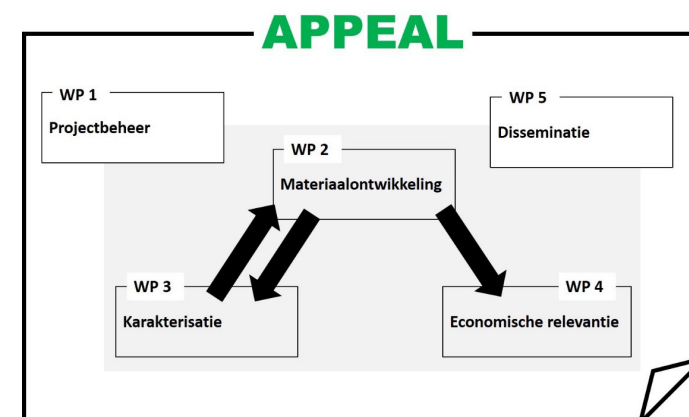 APPEAL
WP 1
Projectbeheer
WP 5
Disseminatie
WP 2
Materiaalontwikkeling
WP 3
Karakterisatie
WP 4
Economische relevantie